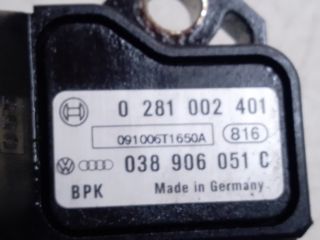 0 281 002 401
091006T1650A 816
038 906 051 C
BPK Made in Germany